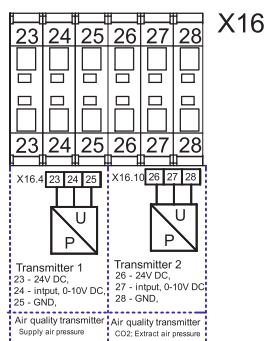 X16
23 24 25 26 27 28
23 24 25 26 27 28
X16.4 23 24 25
X16.10 26 27 28
U
P
U
P
Transmitter 1
23 - 24V DC,
24 - intput, 0-10V DC,
25 - GND,
Transmitter 2
26 - 24V DC,
27 - intput, 0-10V DC
28 - GND,
Air quality transmitter
Supply air pressure
Air quality transmitter
CO2; Extract air pressure